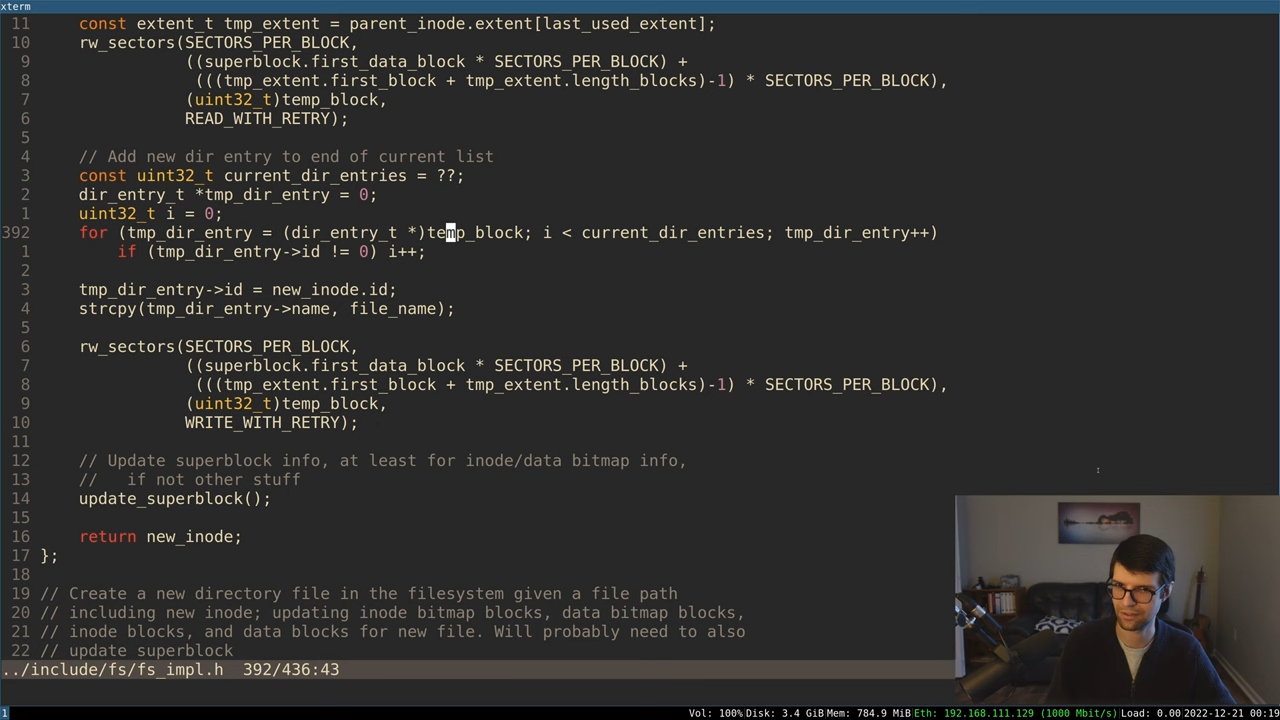 xterm
11     const extent_t tmp_extent = parent_inode.extent[last_used_extent];
10     rw_sectors(SECTORS_PER_BLOCK,
9                ((superblock.first_data_block * SECTORS_PER_BLOCK) +
8                 (((tmp_extent.first_block + tmp_extent.length_blocks)-1) * SECTORS_PER_BLOCK),
7                (uint32_t)temp_block,
6                READ_WITH_RETRY);
5
4     // Add new dir entry to end of current list
3     const uint32_t current_dir_entries = ??;
2     dir_entry_t *tmp_dir_entry = 0;
1     uint32_t i = 0;
392     for (tmp_dir_entry = (dir_entry_t *)temp_block; i < current_dir_entries; tmp_dir_entry++)
1         if (tmp_dir_entry->id != 0) i++;
2
3     tmp_dir_entry->id = new_inode.id;
4     strcpy(tmp_dir_entry->name, file_name);
5
6     rw_sectors(SECTORS_PER_BLOCK,
7                ((superblock.first_data_block * SECTORS_PER_BLOCK) +
8                 (((tmp_extent.first_block + tmp_extent.length_blocks)-1) * SECTORS_PER_BLOCK),
9                (uint32_t)temp_block,
10               WRITE_WITH_RETRY);
11
12     // Update superblock info, at least for inode/data bitmap info,
13     //   if not other stuff
14     update_superblock();
15
16     return new_inode;
17 };
18
19 // Create a new directory file in the filesystem given a file path
20 // including new inode; updating inode bitmap blocks, data bitmap blocks,
21 // inode blocks, and data blocks for new file. Will probably need to also
22 // update superblock
../include/fs/fs_impl.h  392/436:43
1 Vol: 100% Disk: 3.4 GiB Mem: 784.9 MiB Eth: 192.168.111.129 (1000 Mbit/s) Load: 0.00 2022-12-21 00:19